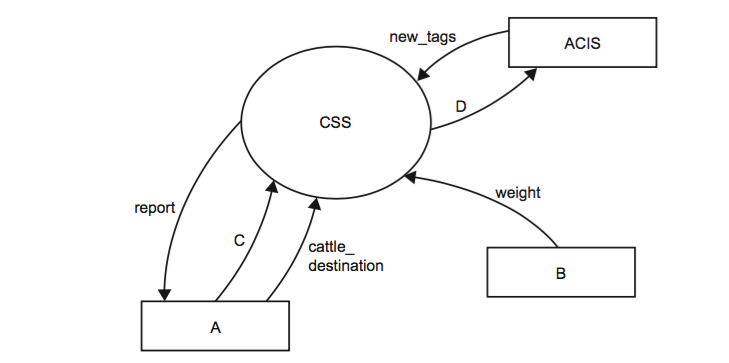 new_tags
ACIS
D
CSS
weight
report
C
cattle_
destination
B
A